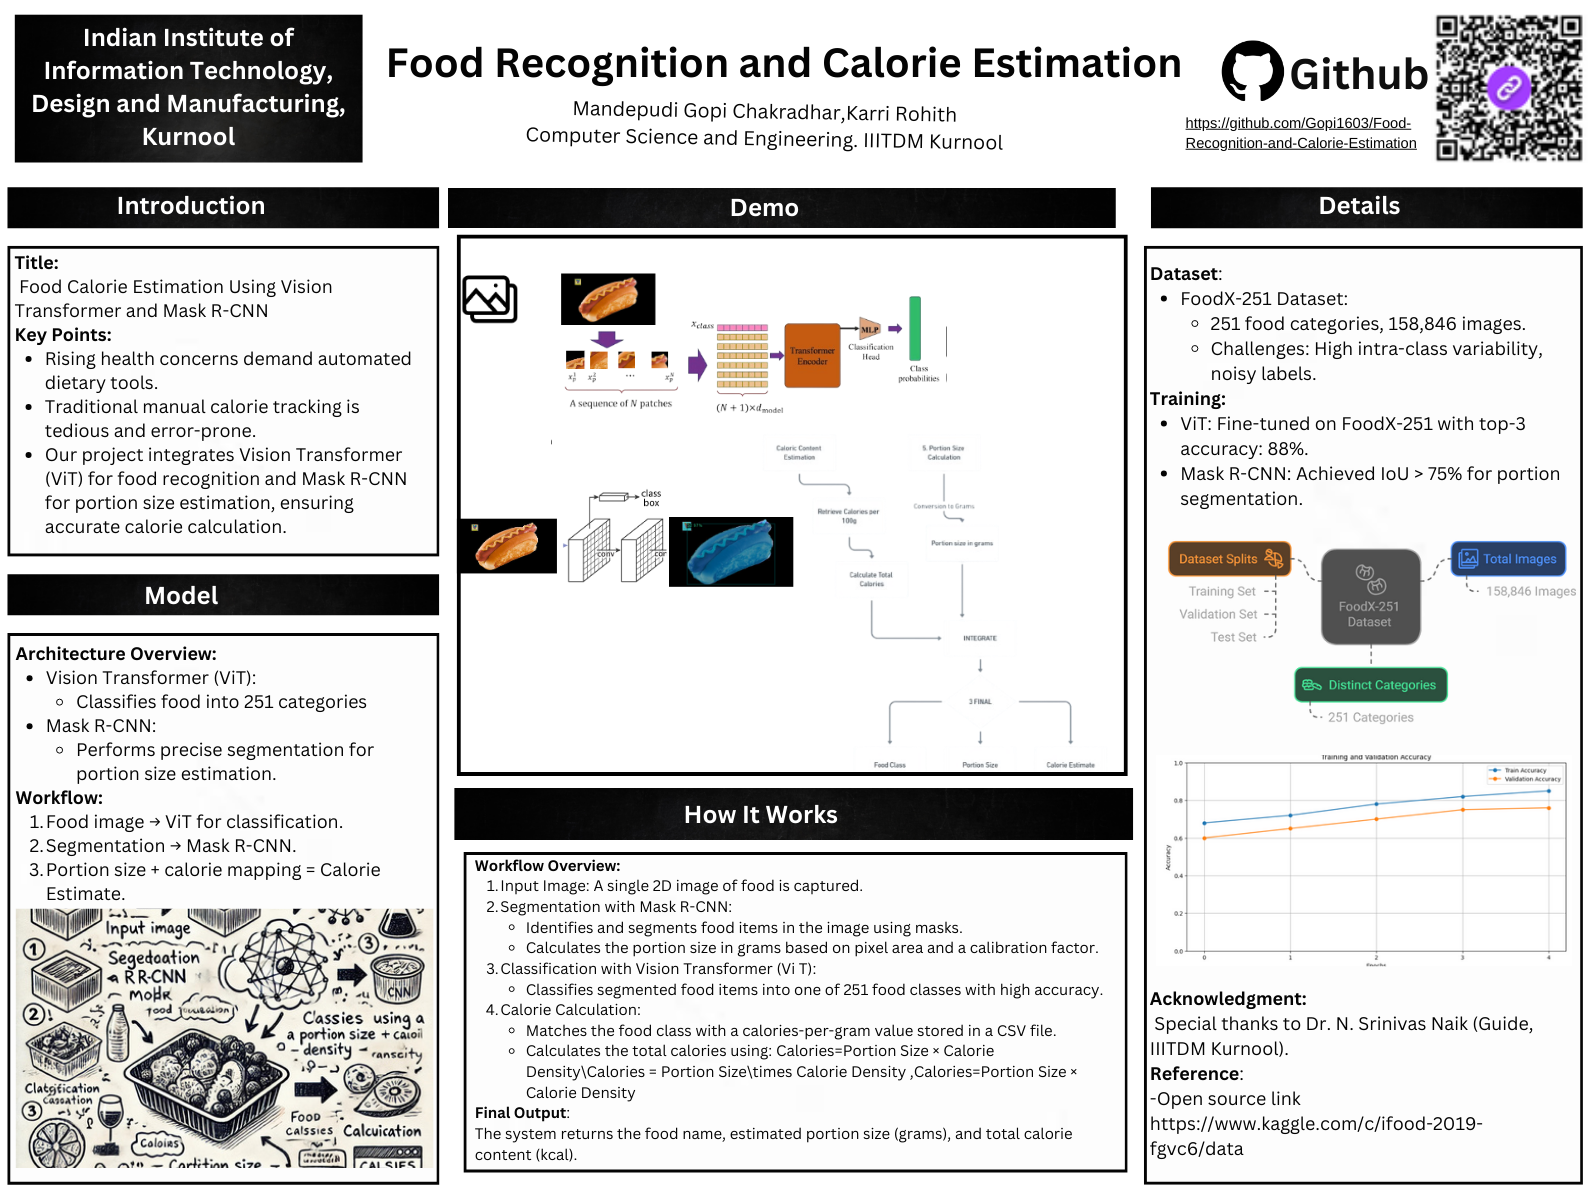 Indian Institute of
Information Technology,
Design and Manufacturing,
Kurnool
Food Recognition and Calorie Estimation
Mandepudi Gopi Chakradhar,Karri Rohith
Computer Science and Engineering. IIITDM Kurnool
Github
https://github.com/Gopi1603/Food-
Recognition-and-Calorie-Estimation
Introduction
Title:
Food Calorie Estimation Using Vision
Transformer and Mask R-CNN
Key Points:
• Rising health concerns demand automated
dietary tools.
• Traditional manual calorie tracking is
tedious and error-prone.
• Our project integrates Vision Transformer
(ViT) for food recognition and Mask R-CNN
for portion size estimation, ensuring
accurate calorie calculation.
Model
Architecture Overview:
• Vision Transformer (ViT):
◦ Classifies food into 251 categories
• Mask R-CNN:
◦ Performs precise segmentation for
portion size estimation.
Workflow:
1. Food image → ViT for classification.
2. Segmentation → Mask R-CNN.
3. Portion size + calorie mapping = Calorie
Estimate.
Input image
1
Segedaation
RR-CNN
3
CNN
2
Classies using a
a portion size +
density
3
Food
calssies
Calcuication
Caloins
size
CALSIES
Demo
x_class
Transformer
Encoder
MLP
Classification
Head
Class
probabilities
x_p^1 x_p^2 ... x_p^N
A sequence of N patches
(N + 1)×d_model
class
box
conv
Caloric Content
Estimation
5. Portion Size
Calculation
Retrieve Calories per
100g
Conversion to Grams
Portion size in grams
Calculate Total
Calories
INTEGRATE
3 FINAL
Food Class
Portion Size
Calorie Estimate
How It Works
Workflow Overview:
1. Input Image: A single 2D image of food is captured.
2. Segmentation with Mask R-CNN:
◦ Identifies and segments food items in the image using masks.
◦ Calculates the portion size in grams based on pixel area and a calibration factor.
3. Classification with Vision Transformer (Vi T):
◦ Classifies segmented food items into one of 251 food classes with high accuracy.
4. Calorie Calculation:
◦ Matches the food class with a calories-per-gram value stored in a CSV file.
◦ Calculates the total calories using: Calories=Portion Size × Calorie
Density\Calories = Portion Size\times Calorie Density ,Calories=Portion Size ×
Calorie Density
Final Output:
The system returns the food name, estimated portion size (grams), and total calorie
content (kcal).
Details
Dataset:
• FoodX-251 Dataset:
◦ 251 food categories, 158,846 images.
◦ Challenges: High intra-class variability,
noisy labels.
Training:
• ViT: Fine-tuned on FoodX-251 with top-3
accuracy: 88%.
• Mask R-CNN: Achieved IoU > 75% for portion
segmentation.
Dataset Splits
Training Set
Validation Set
Test Set
FoodX-251
Dataset
Total Images
158,846 Images
Distinct Categories
251 Categories
Training and Validation Accuracy
Train Accuracy
Validation Accuracy
Accuracy
1.0
0.8
0.6
0.4
0.2
0.0
0 1 2 3 4
Epochs
Acknowledgment:
Special thanks to Dr. N. Srinivas Naik (Guide,
IIITDM Kurnool).
Reference:
-Open source link
https://www.kaggle.com/c/ifood-2019-
fgvc6/data